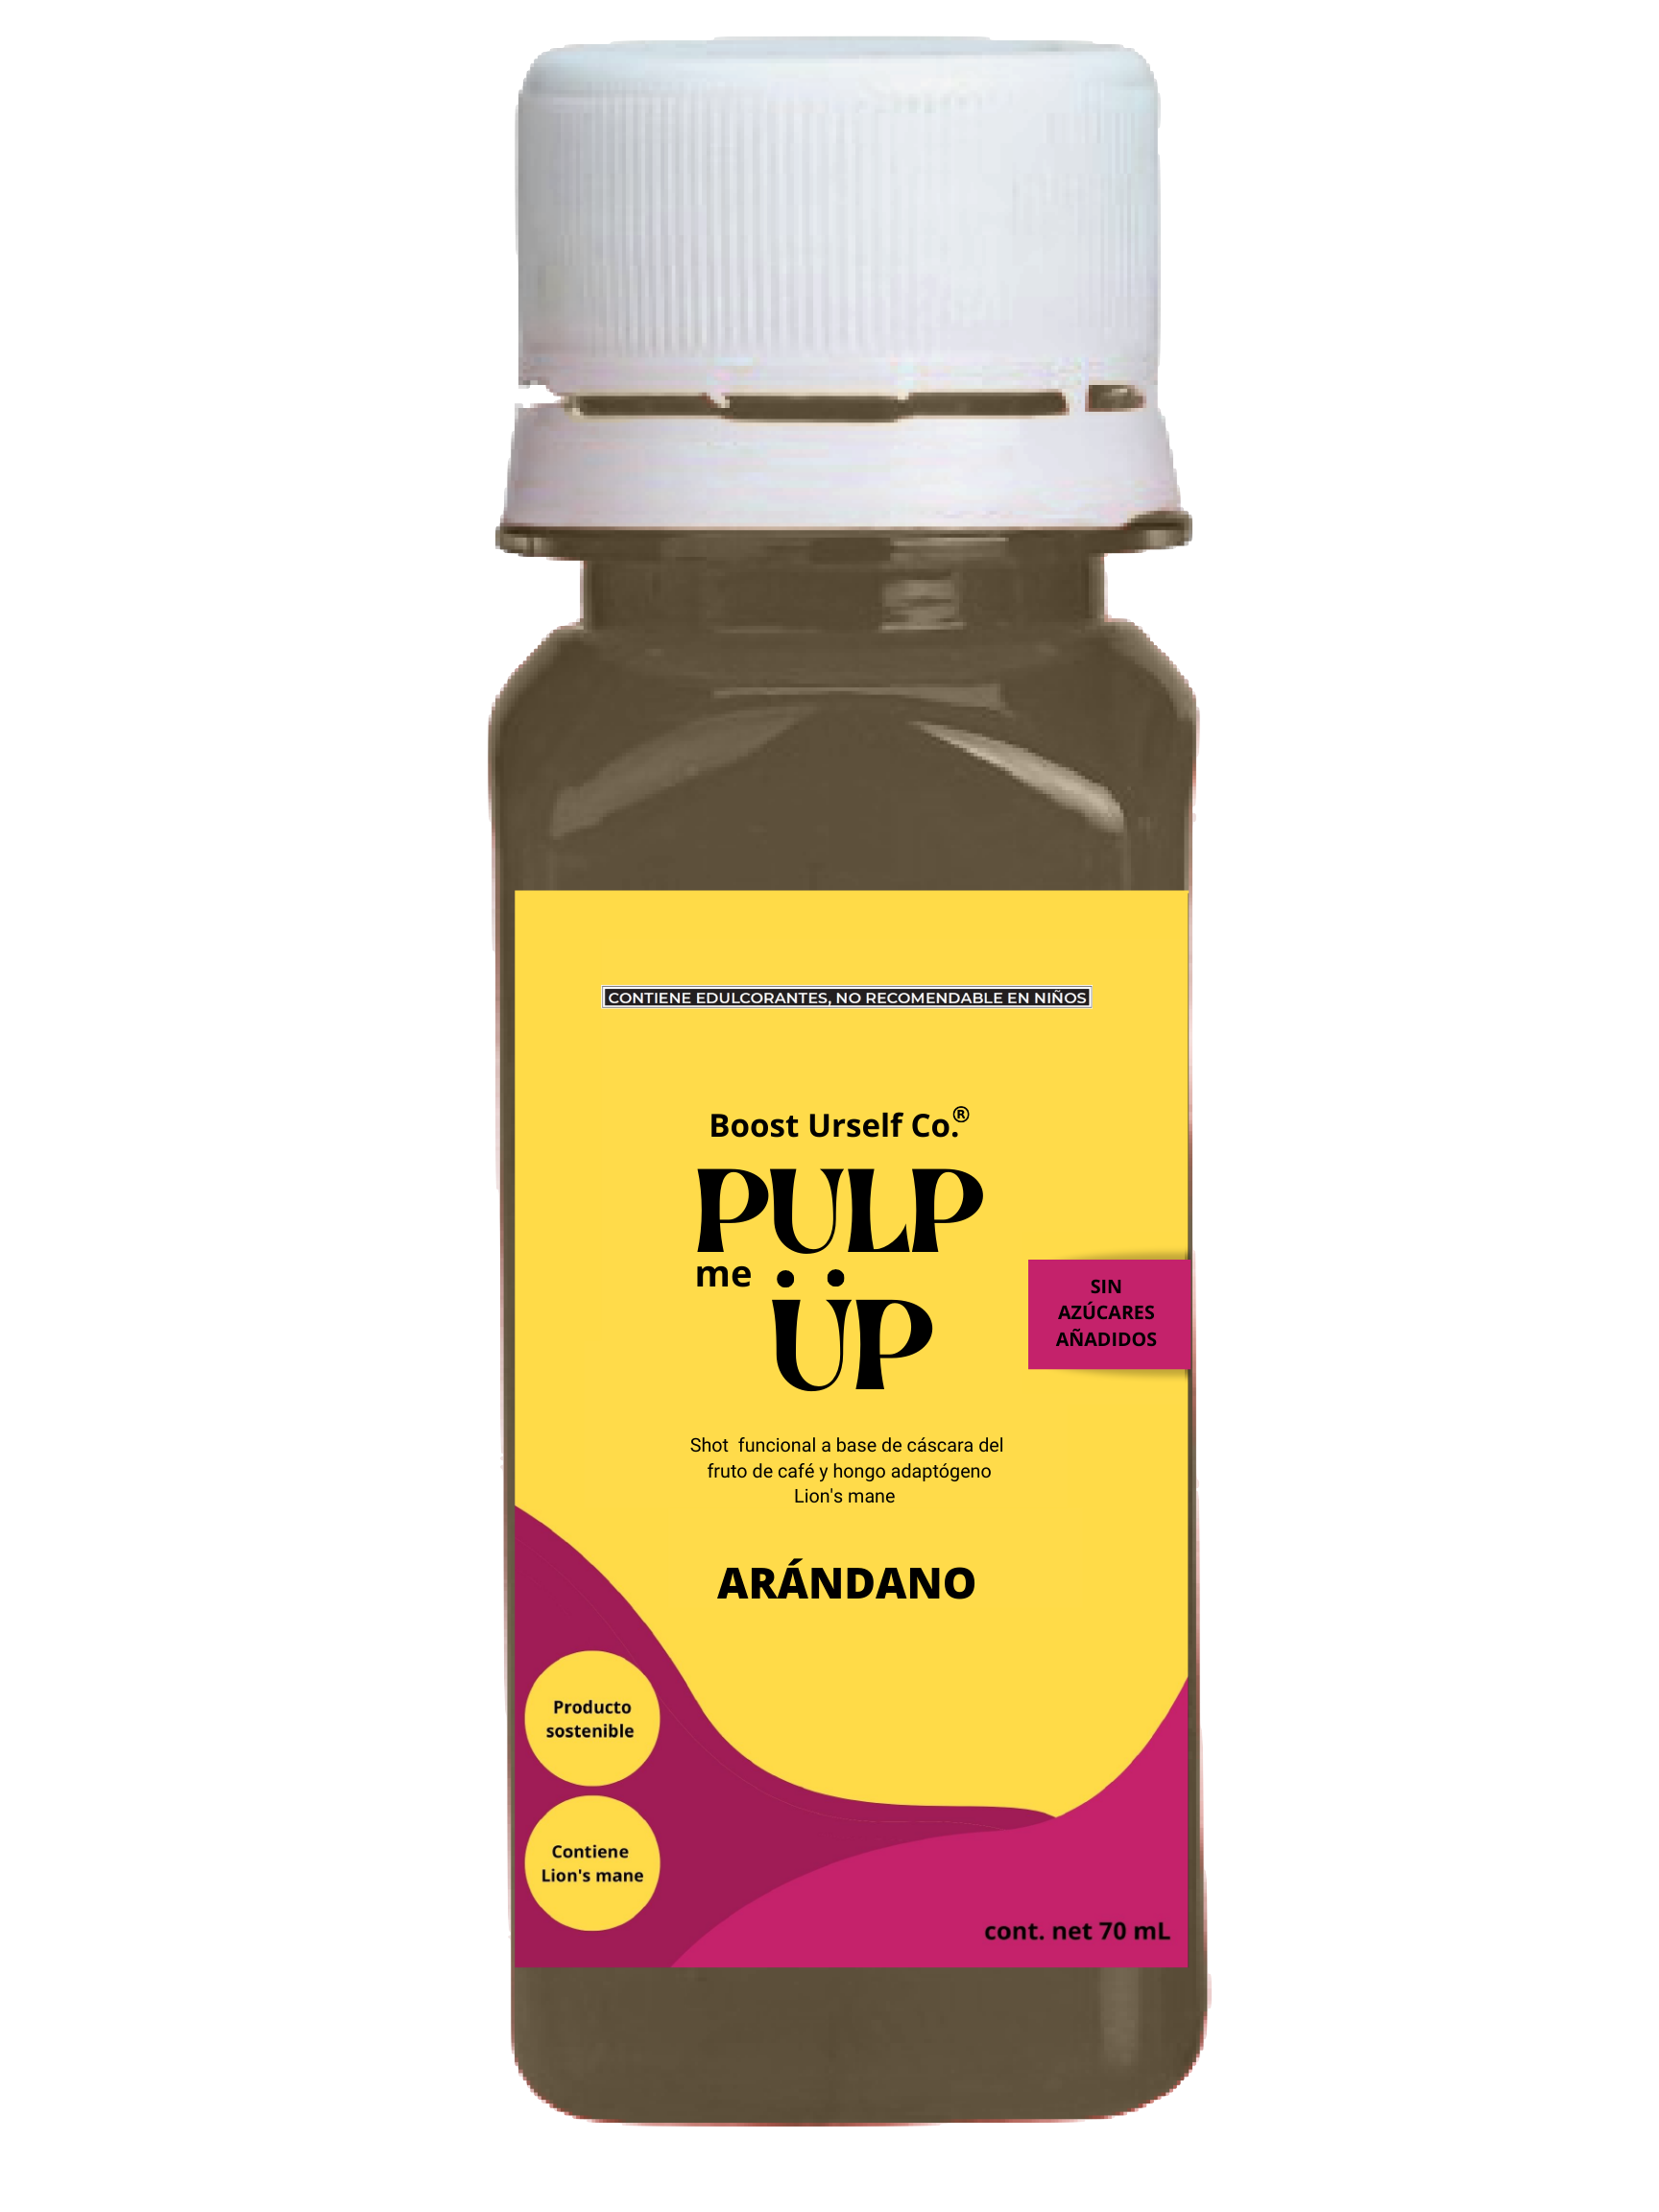 CONTIENE EDULCORANTES, NO RECOMENDABLE EN NIÑOS
Boost Urself Co.®
PULP
me
ÜP
SIN
AZÚCARES
AÑADIDOS
Shot funcional a base de cáscara del
fruto de café y hongo adaptógeno
Lion's mane
ARÁNDANO
Producto
sostenible
Contiene
Lion's mane
cont. net 70 mL